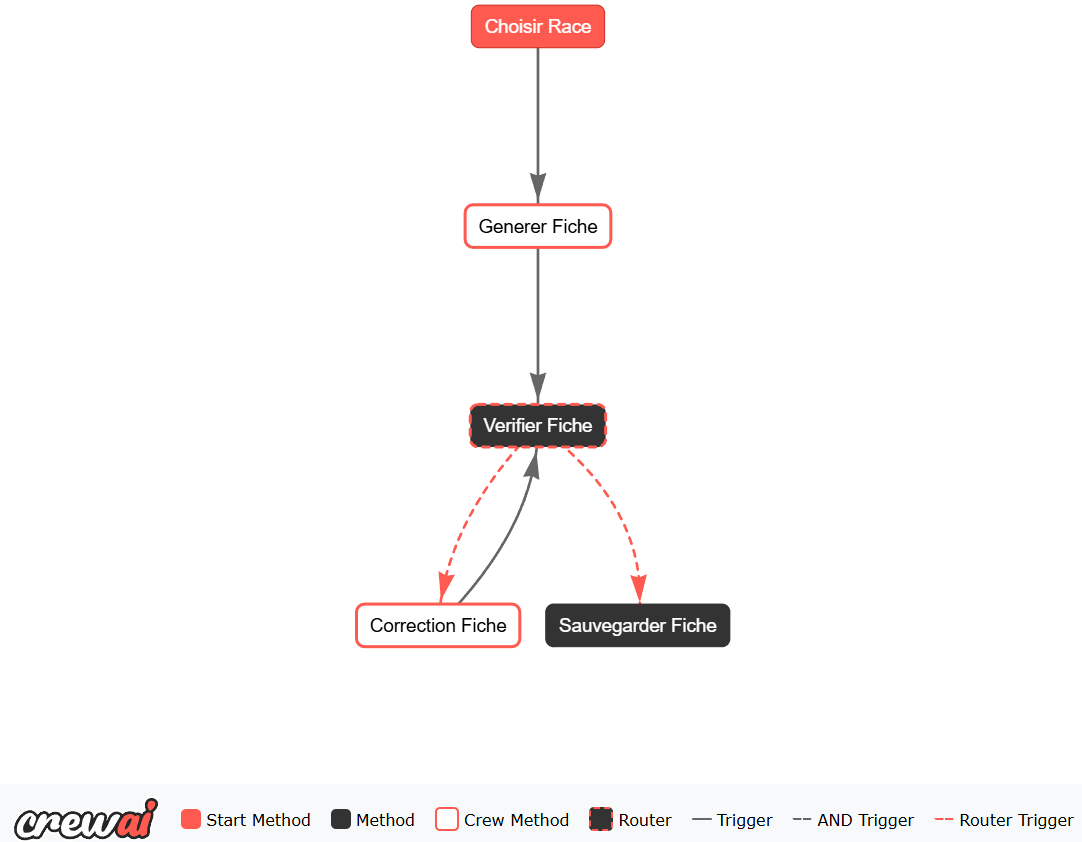 Choisir Race
Generer Fiche
Verifier Fiche
Correction Fiche
Sauvegarder Fiche
crewai Start Method Method Crew Method Router Trigger AND Trigger Router Trigger